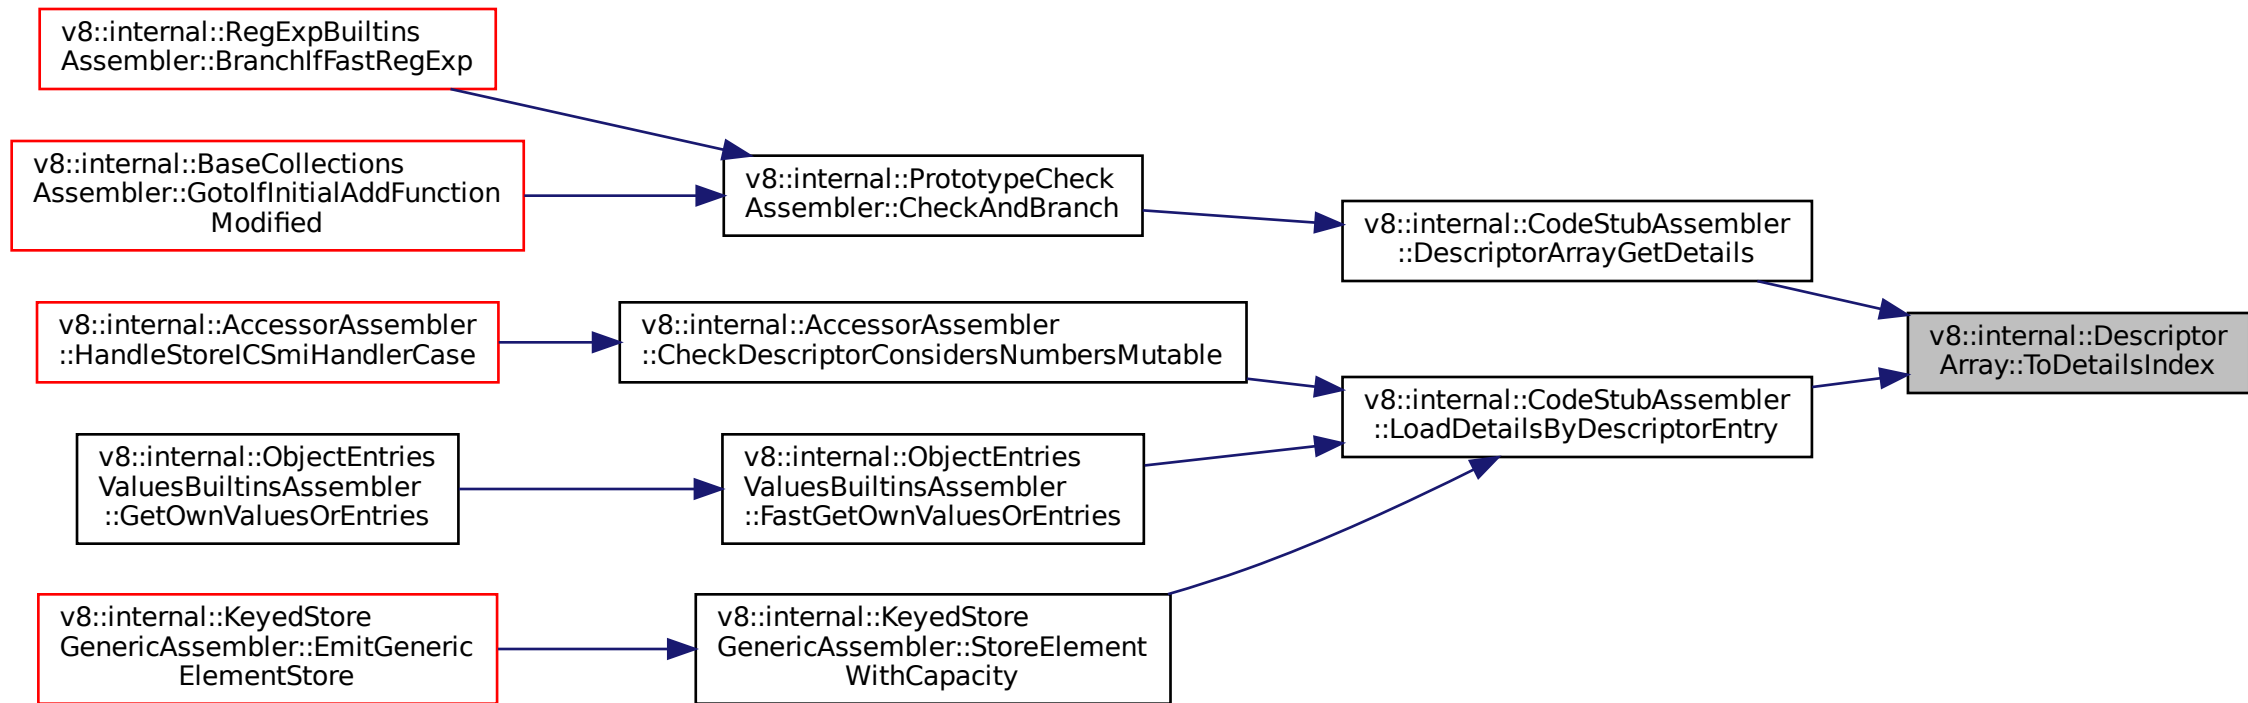 v8::internal::RegExpBuiltins
Assembler::BranchIfFastRegExp
v8::internal::BaseCollections
Assembler::GotoIfInitialAddFunction
Modified
v8::internal::PrototypeCheck
Assembler::CheckAndBranch
v8::internal::CodeStubAssembler
::DescriptorArrayGetDetails
v8::internal::AccessorAssembler
::HandleStoreICSmiHandlerCase
v8::internal::AccessorAssembler
::CheckDescriptorConsidersNumbersMutable
v8::internal::Descriptor
Array::ToDetailsIndex
v8::internal::CodeStubAssembler
::LoadDetailsByDescriptorEntry
v8::internal::ObjectEntries
ValuesBuiltinsAssembler
::GetOwnValuesOrEntries
v8::internal::ObjectEntries
ValuesBuiltinsAssembler
::FastGetOwnValuesOrEntries
v8::internal::KeyedStore
GenericAssembler::EmitGeneric
ElementStore
v8::internal::KeyedStore
GenericAssembler::StoreElement
WithCapacity